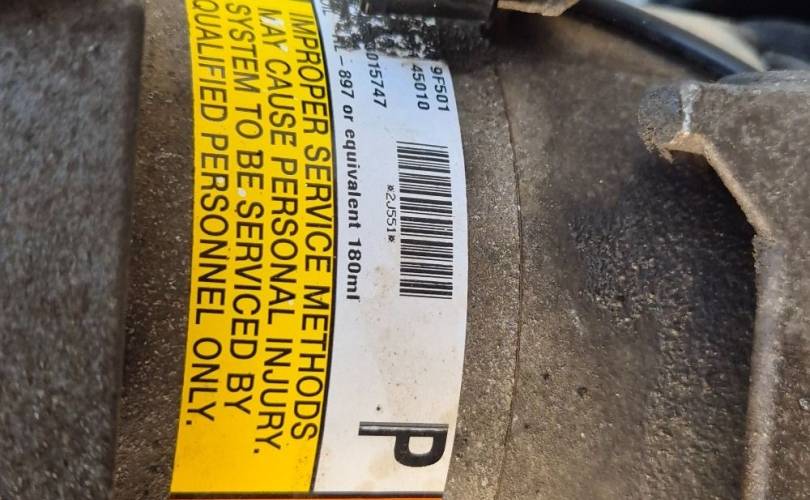 9F501
45010
015747
*2J551*
- 897 or equivalent 180ml
P
IMPROPER SERVICE METHODS
MAY CAUSE PERSONAL INJURY.
SYSTEM TO BE SERVICED BY
QUALIFIED PERSONNEL ONLY.